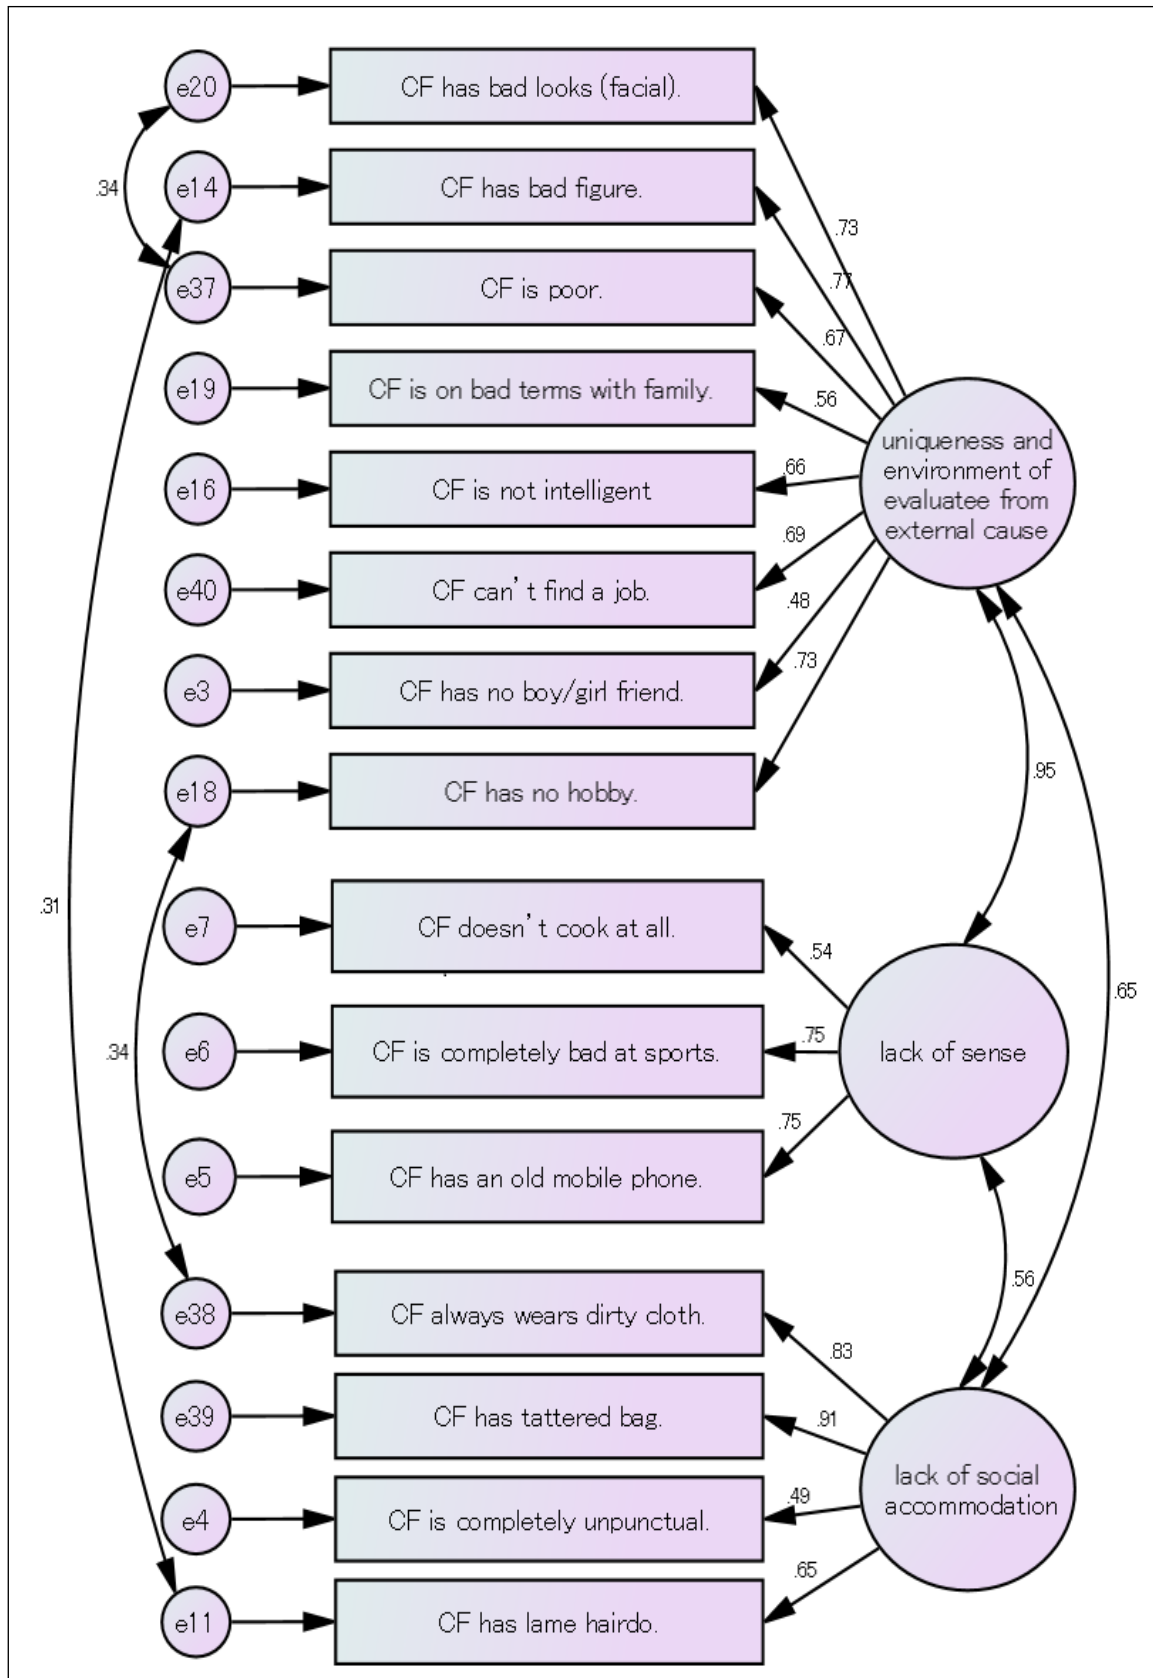 e20
CF has bad looks (facial).
.34
e14
CF has bad figure.
.73
e37
CF is poor.
.77
.67
e19
CF is on bad terms with family.
.56
uniqueness and
environment of
evaluatee from
external cause
e16
CF is not intelligent
.66
e40
CF can't find a job.
.69
.48
e3
CF has no boy/girl friend.
.73
e18
CF has no hobby.
.95
.31
e7
CF doesn't cook at all.
.54
.65
.34
e6
CF is completely bad at sports.
.75
lack of sense
e5
CF has an old mobile phone.
.75
.56
e38
CF always wears dirty cloth.
.83
e39
CF has tattered bag.
.91
lack of social
accommodation
e4
CF is completely unpunctual.
.49
e11
CF has lame hairdo.
.65